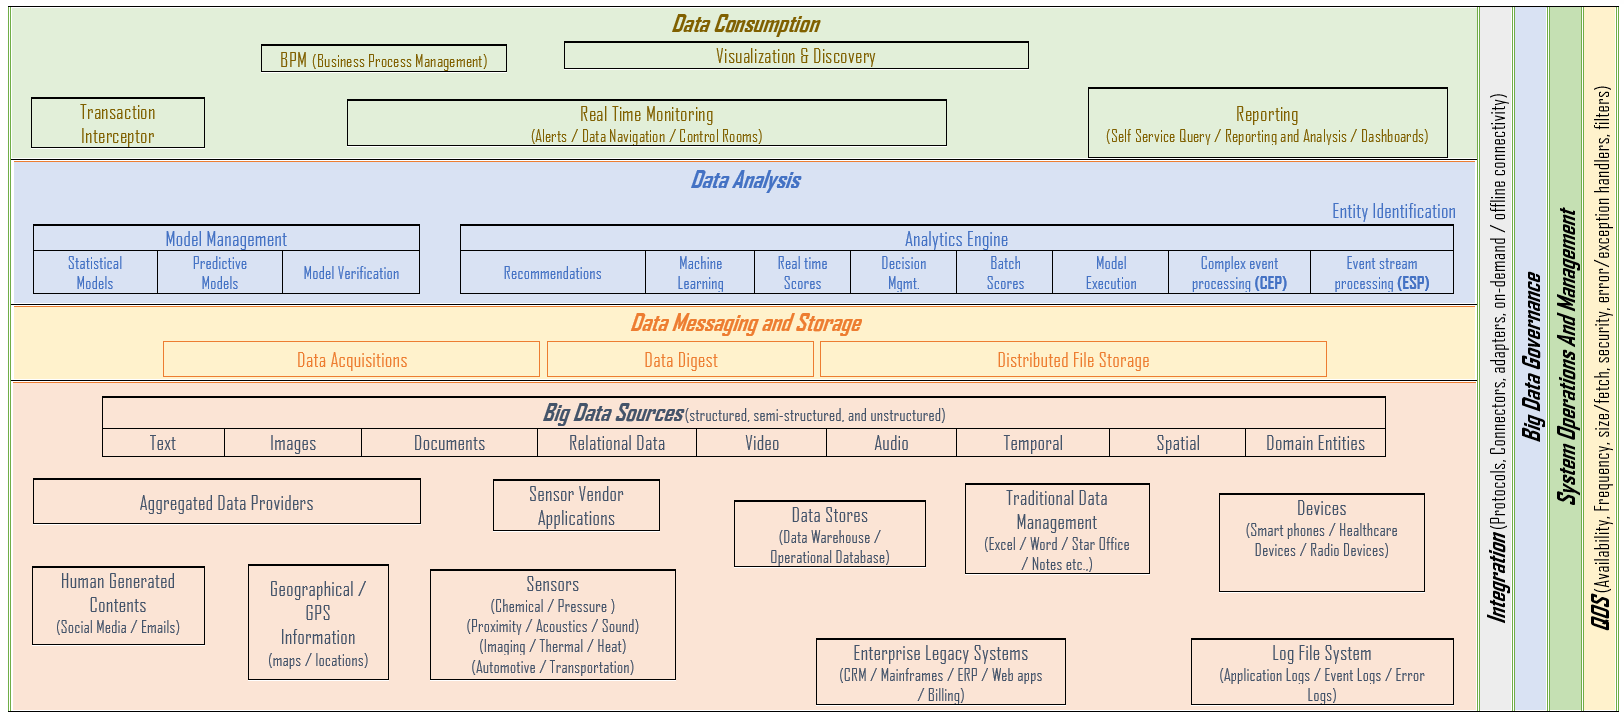 Data Consumption
BPM (Business Process Management)
Visualization & Discovery
Transaction
Interceptor
Real Time Monitoring
(Alerts / Data Navigation / Control Rooms)
Reporting
(Self Service Query / Reporting and Analysis / Dashboards)
Data Analysis
Entity Identification
Model Management
Statistical
Models
Predictive
Models
Model Verification
Analytics Engine
Recommendations
Machine
Learning
Real time
Scores
Decision
Mgmt.
Batch
Scores
Model
Execution
Complex event
processing (CEP)
Event stream
processing (ESP)
Data Messaging and Storage
Data Acquisitions
Data Digest
Distributed File Storage
Big Data Sources (structured, semi-structured, and unstructured)
Text
Images
Documents
Relational Data
Video
Audio
Temporal
Spatial
Domain Entities
Aggregated Data Providers
Sensor Vendor
Applications
Data Stores
(Data Warehouse /
Operational Database)
Traditional Data
Management
(Excel / Word / Star Office
/ Notes etc.,)
Devices
(Smart phones / Healthcare
Devices / Radio Devices)
Human Generated
Contents
(Social Media / Emails)
Geographical /
GPS
Information
(maps / locations)
Sensors
(Chemical / Pressure )
(Proximity / Acoustics / Sound)
(Imaging / Thermal / Heat)
(Automotive / Transportation)
Enterprise Legacy Systems
(CRM / Mainframes / ERP / Web apps
/ Billing)
Log File System
(Application Logs / Event Logs / Error
Logs)
Integration (Protocols, Connectors, adapters, on-demand / offline connectivity)
Big Data Governance
System Operations And Management
QOS (Availability, Frequency, size/fetch, security, error/exception handlers, filters)